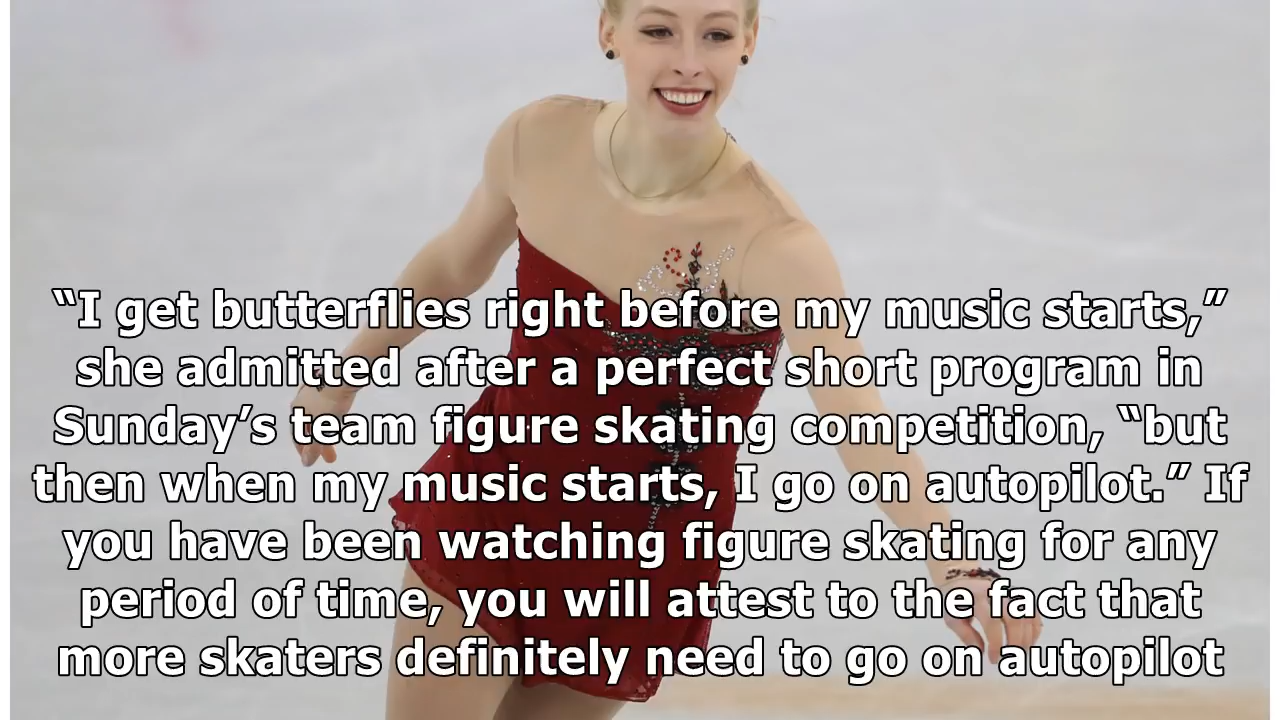 “I get butterflies right before my music starts,”
she admitted after a perfect short program in
Sunday’s team figure skating competition, “but
then when my music starts, I go on autopilot.” If
you have been watching figure skating for any
period of time, you will attest to the fact that
more skaters definitely need to go on autopilot